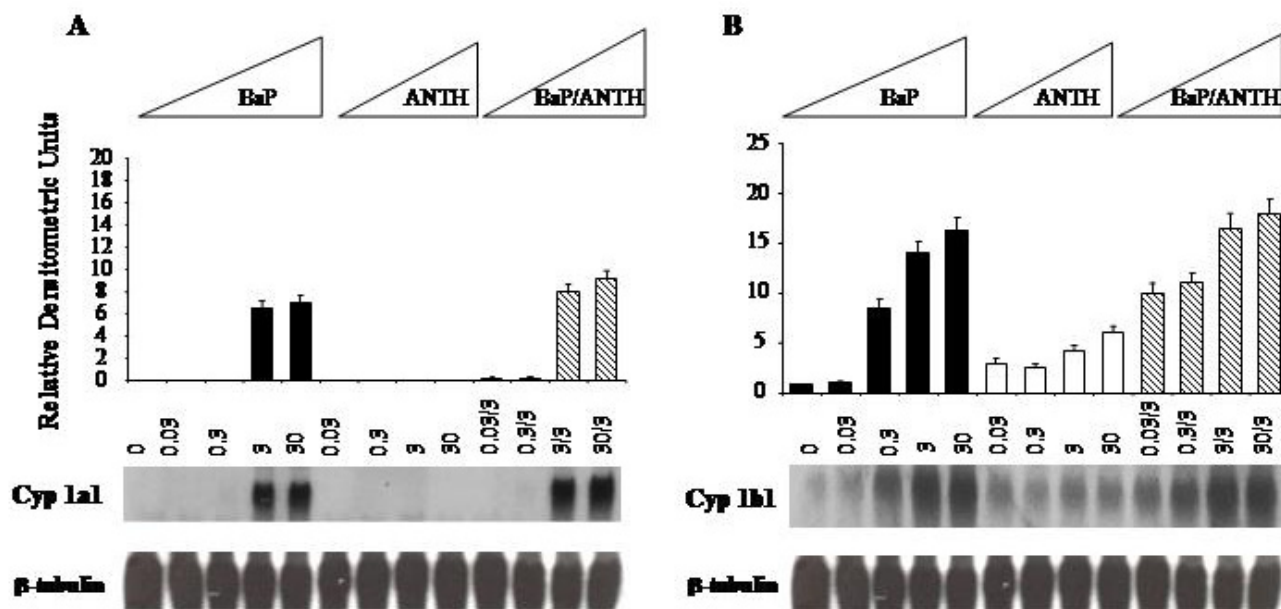 A
B
BaP ANTH BaP/ANTH
BaP ANTH BaP/ANTH
Relative Densitometric Units
20
18
16
14
12
10
8
6
4
2
0
25
20
15
10
5
0
0 0.03 0.3 3 30 0.03 0.3 3 30 0.03/3 0.3/3 3/3 30/3
0 0.03 0.3 3 30 0.03 0.3 3 30 0.03/3 0.3/3 3/3 30/3
Cyp 1a1
Cyp 1b1
β-tubulin
β-tubulin